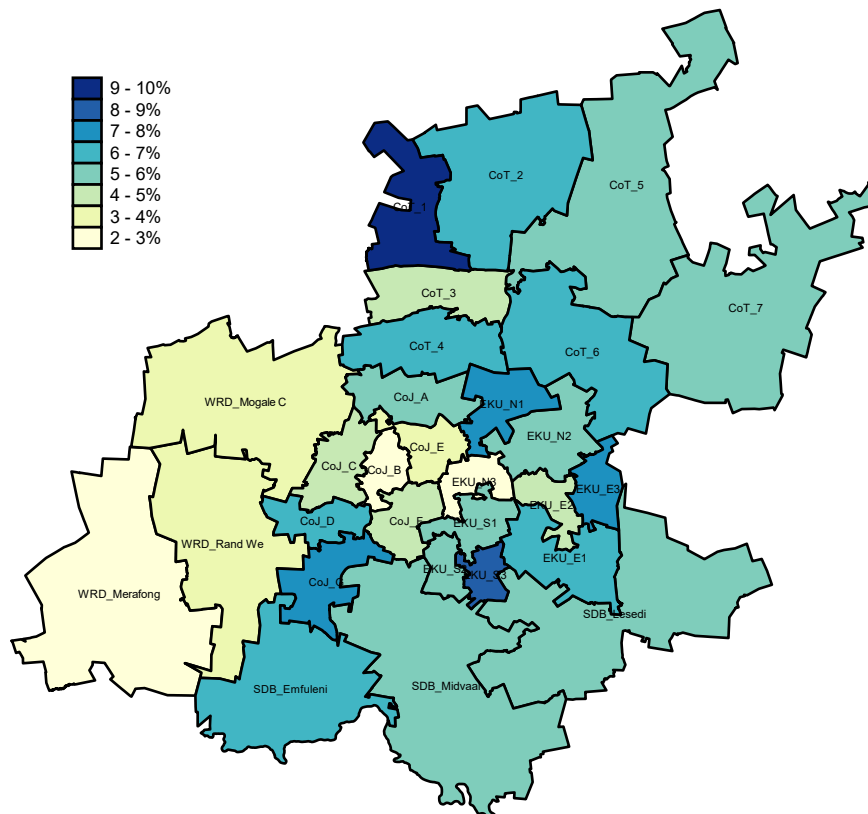 9 - 10%
8 - 9%
7 - 8%
6 - 7%
5 - 6%
4 - 5%
3 - 4%
2 - 3%
CoT_2
CoT_5
CoT_1
CoT_3
CoT_7
CoT_4
CoT_6
CoJ_A
WRD_Mogale C
EKU_N1
EKU_N2
CoJ_E
CoJ_C
CoJ_B
EKU_N3
EKU_E3
EKU_E2
CoJ_D
CoJ_F
EKU_S1
WRD_Rand We
EKU_E1
EKU_S2
EKU_S3
CoJ_G
WRD_Merafong
SDB_Lesedi
SDB_Emfuleni
SDB_Midvaal